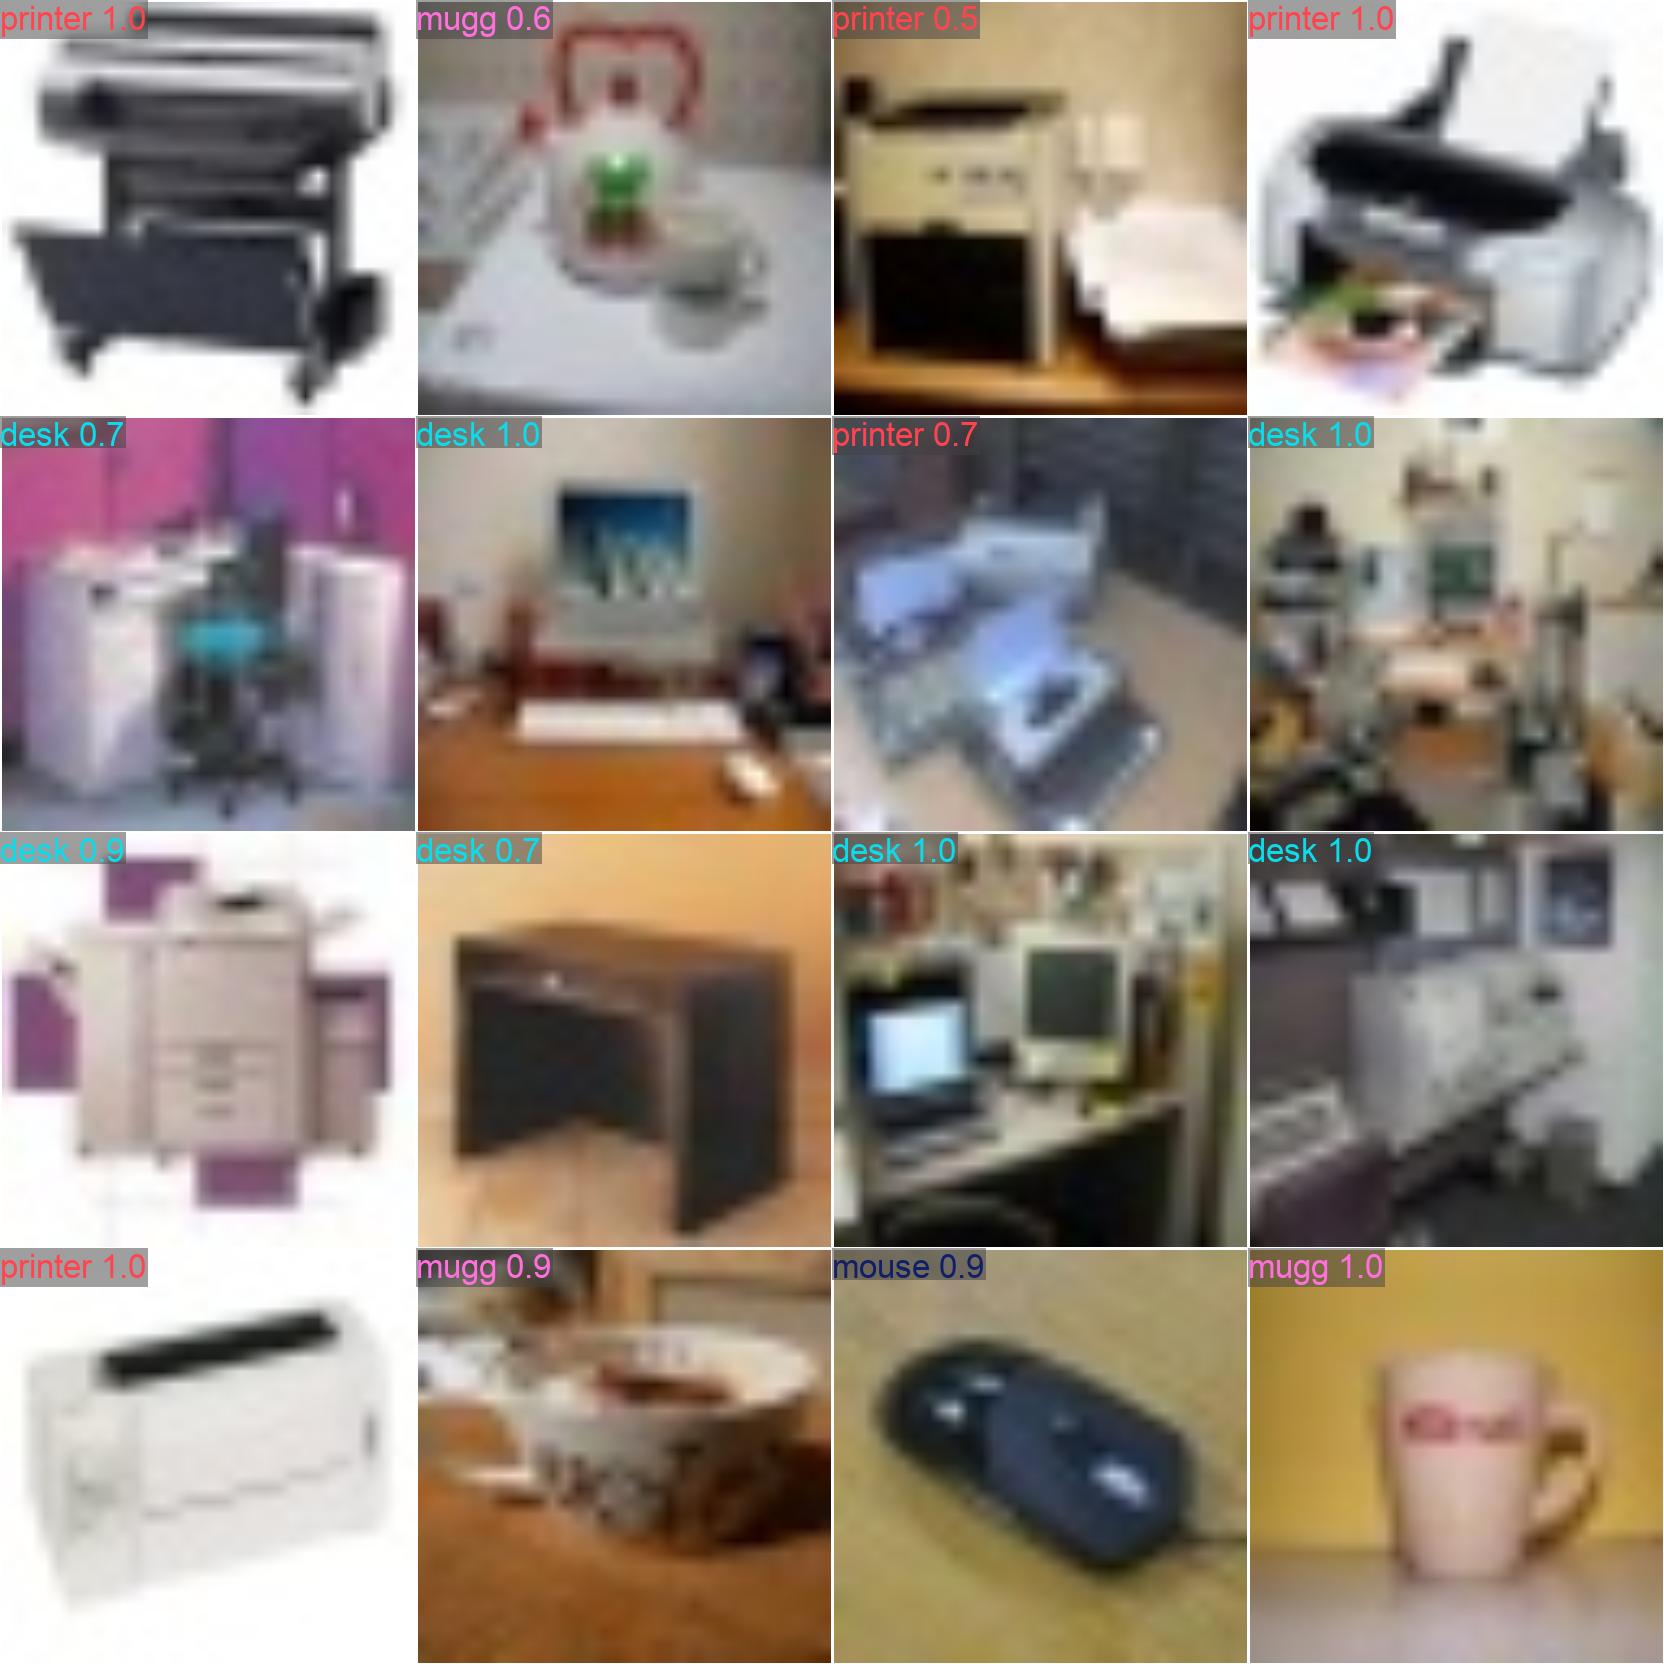 printer 1.0
mugg 0.6
printer 0.5
printer 1.0
desk 0.7
desk 1.0
printer 0.7
desk 1.0
desk 0.9
desk 0.7
desk 1.0
desk 1.0
printer 1.0
mugg 0.9
mouse 0.9
mugg 1.0